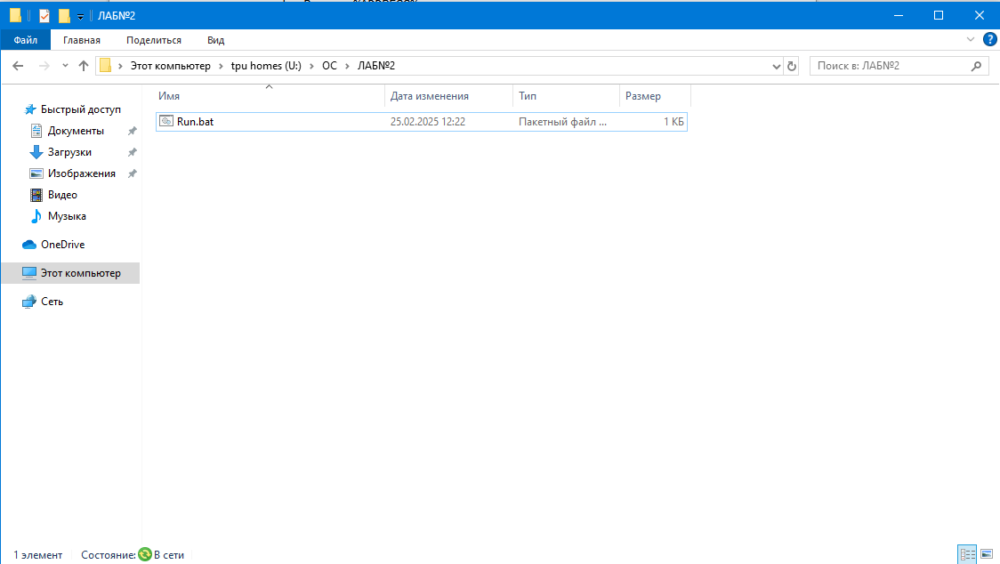 ЛАБ№2
Файл Главная Поделиться Вид
Этот компьютер > tpu homes (U:) > ОС > ЛАБ№2 Поиск в: ЛАБ№2
Имя Дата изменения Тип Размер
Run.bat 25.02.2025 12:22 Пакетный файл ... 1 КБ
Быстрый доступ
Документы
Загрузки
Изображения
Видео
Музыка
OneDrive
Этот компьютер
Сеть
1 элемент Состояние: В сети